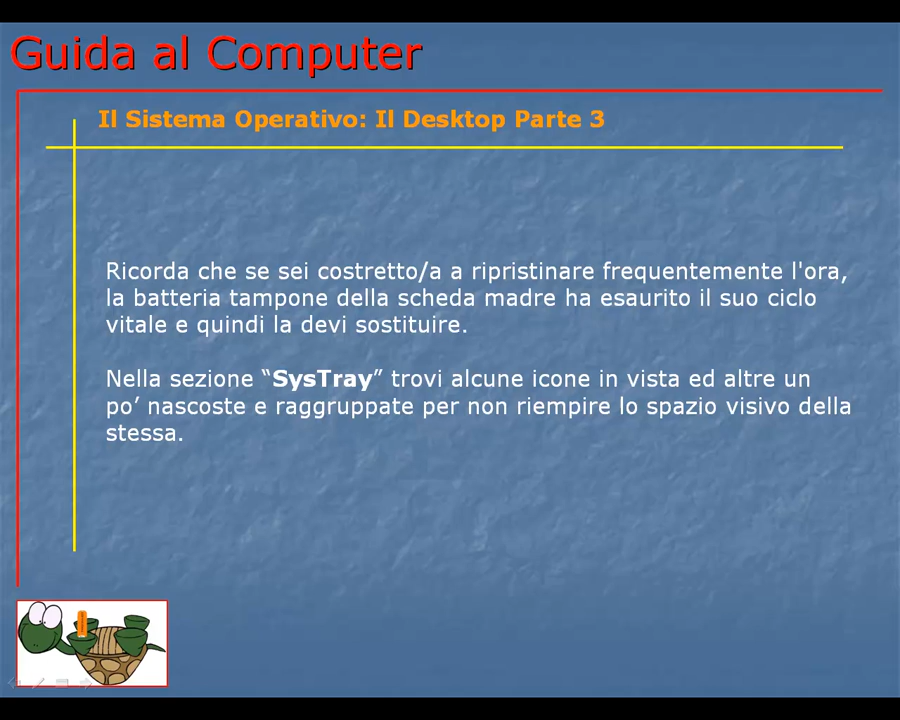 Guida al Computer
Il Sistema Operativo: Il Desktop Parte 3
Ricorda che se sei costretto/a a ripristinare frequentemente l'ora,
la batteria tampone della scheda madre ha esaurito il suo ciclo
vitale e quindi la devi sostituire.
Nella sezione “SysTray” trovi alcune icone in vista ed altre un
po’ nascoste e raggruppate per non riempire lo spazio visivo della
stessa.